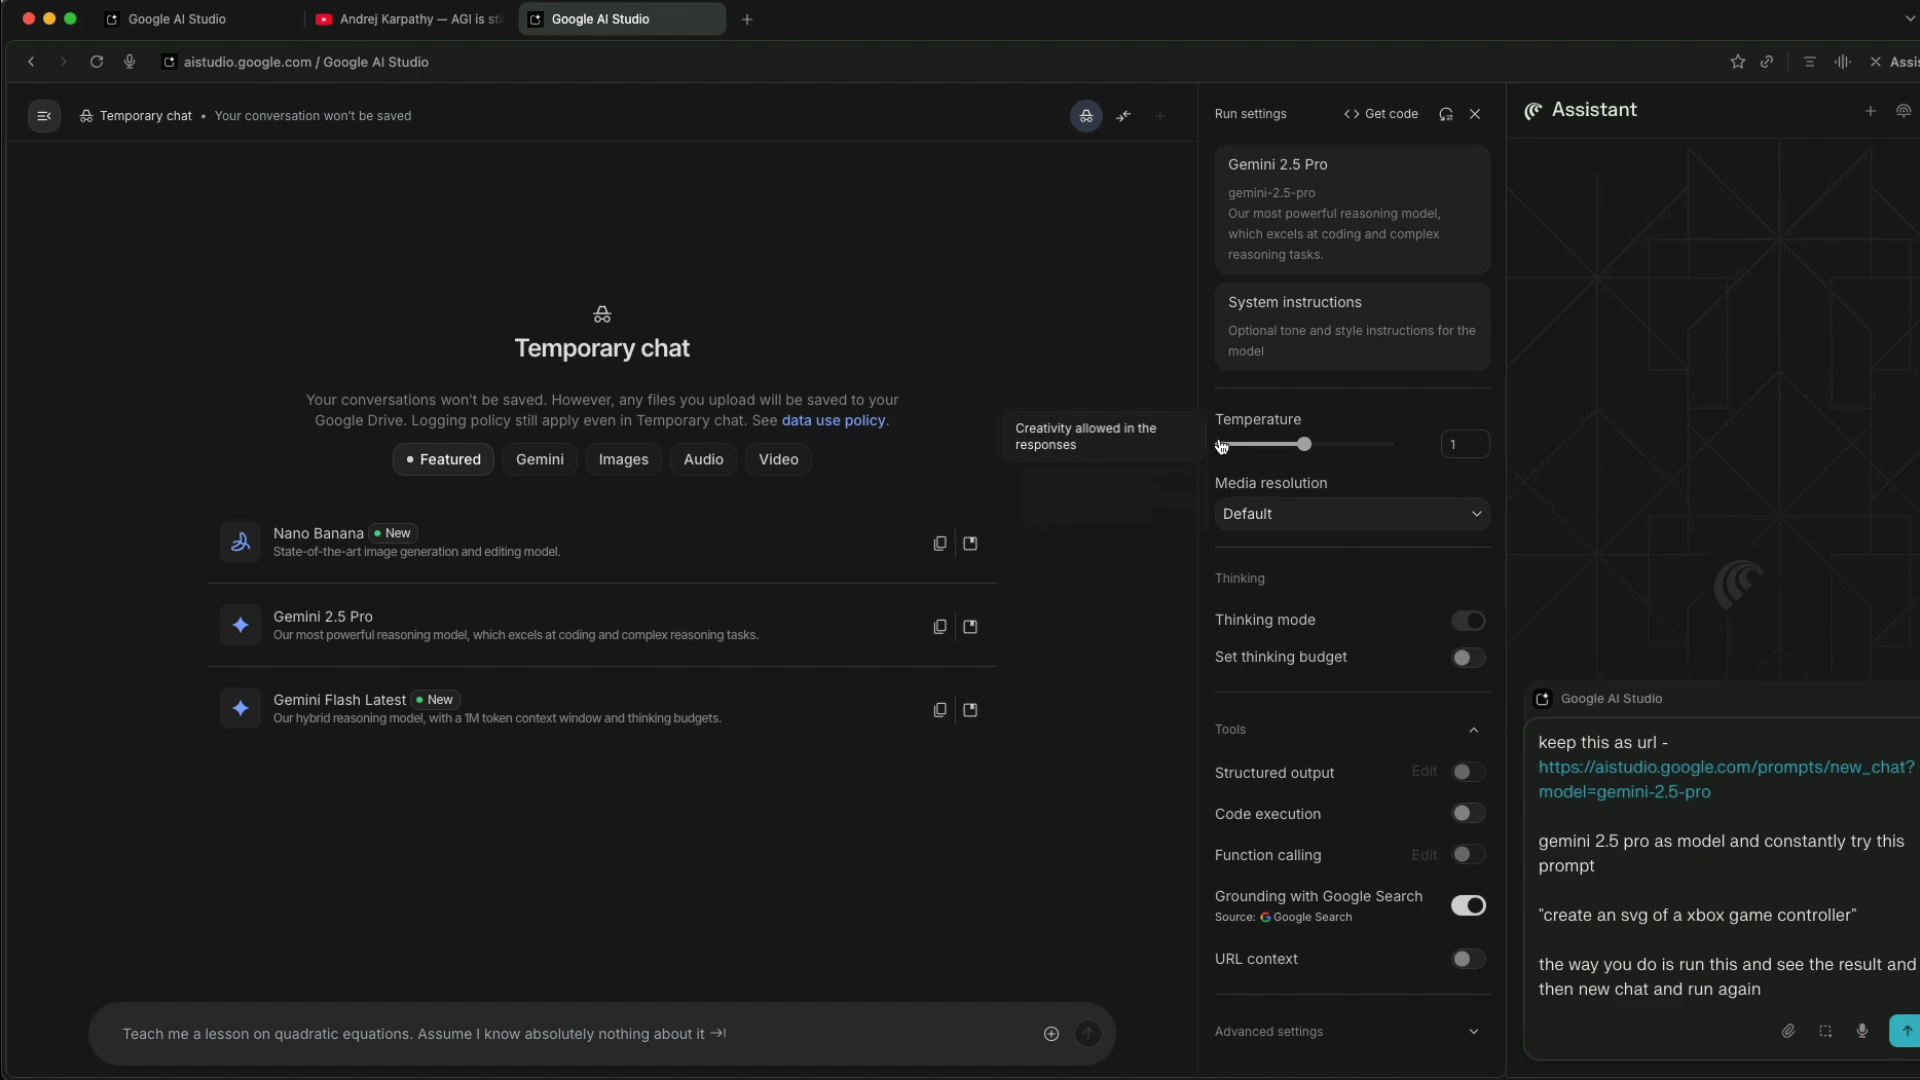 Google AI Studio
Andrej Karpathy — AGI is sti
Google AI Studio
aistudio.google.com / Google AI Studio
Assis
Temporary chat • Your conversation won't be saved
Temporary chat
Your conversations won't be saved. However, any files you upload will be saved to your
Google Drive. Logging policy still apply even in Temporary chat. See data use policy.
Featured
Gemini
Images
Audio
Video
Nano Banana
New
State-of-the-art image generation and editing model.
Gemini 2.5 Pro
Our most powerful reasoning model, which excels at coding and complex reasoning tasks.
Gemini Flash Latest
New
Our hybrid reasoning model, with a 1M token context window and thinking budgets.
Teach me a lesson on quadratic equations. Assume I know absolutely nothing about it
Creativity allowed in the
responses
Run settings
<> Get code
Gemini 2.5 Pro
gemini-2.5-pro
Our most powerful reasoning model,
which excels at coding and complex
reasoning tasks.
System instructions
Optional tone and style instructions for the
model
Temperature
1
Media resolution
Default
Thinking
Thinking mode
Set thinking budget
Tools
Structured output
Edit
Code execution
Function calling
Edit
Grounding with Google Search
Source: Google Search
URL context
Advanced settings
Assistant
Google AI Studio
keep this as url -
https://aistudio.google.com/prompts/new_chat?
model=gemini-2.5-pro
gemini 2.5 pro as model and constantly try this
prompt
"create an svg of a xbox game controller"
the way you do is run this and see the result and
then new chat and run again